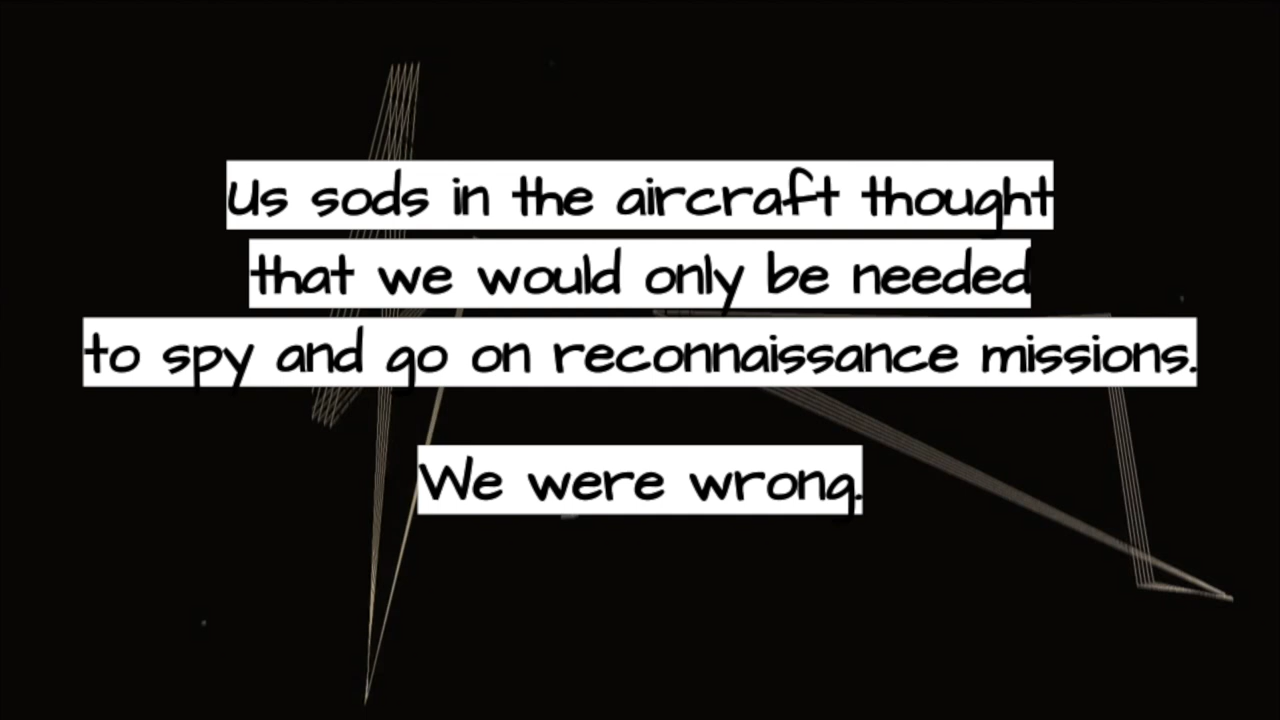 Us sods in the aircraft thought
that we would only be needed
to spy and go on reconnaissance missions.
We were wrong.